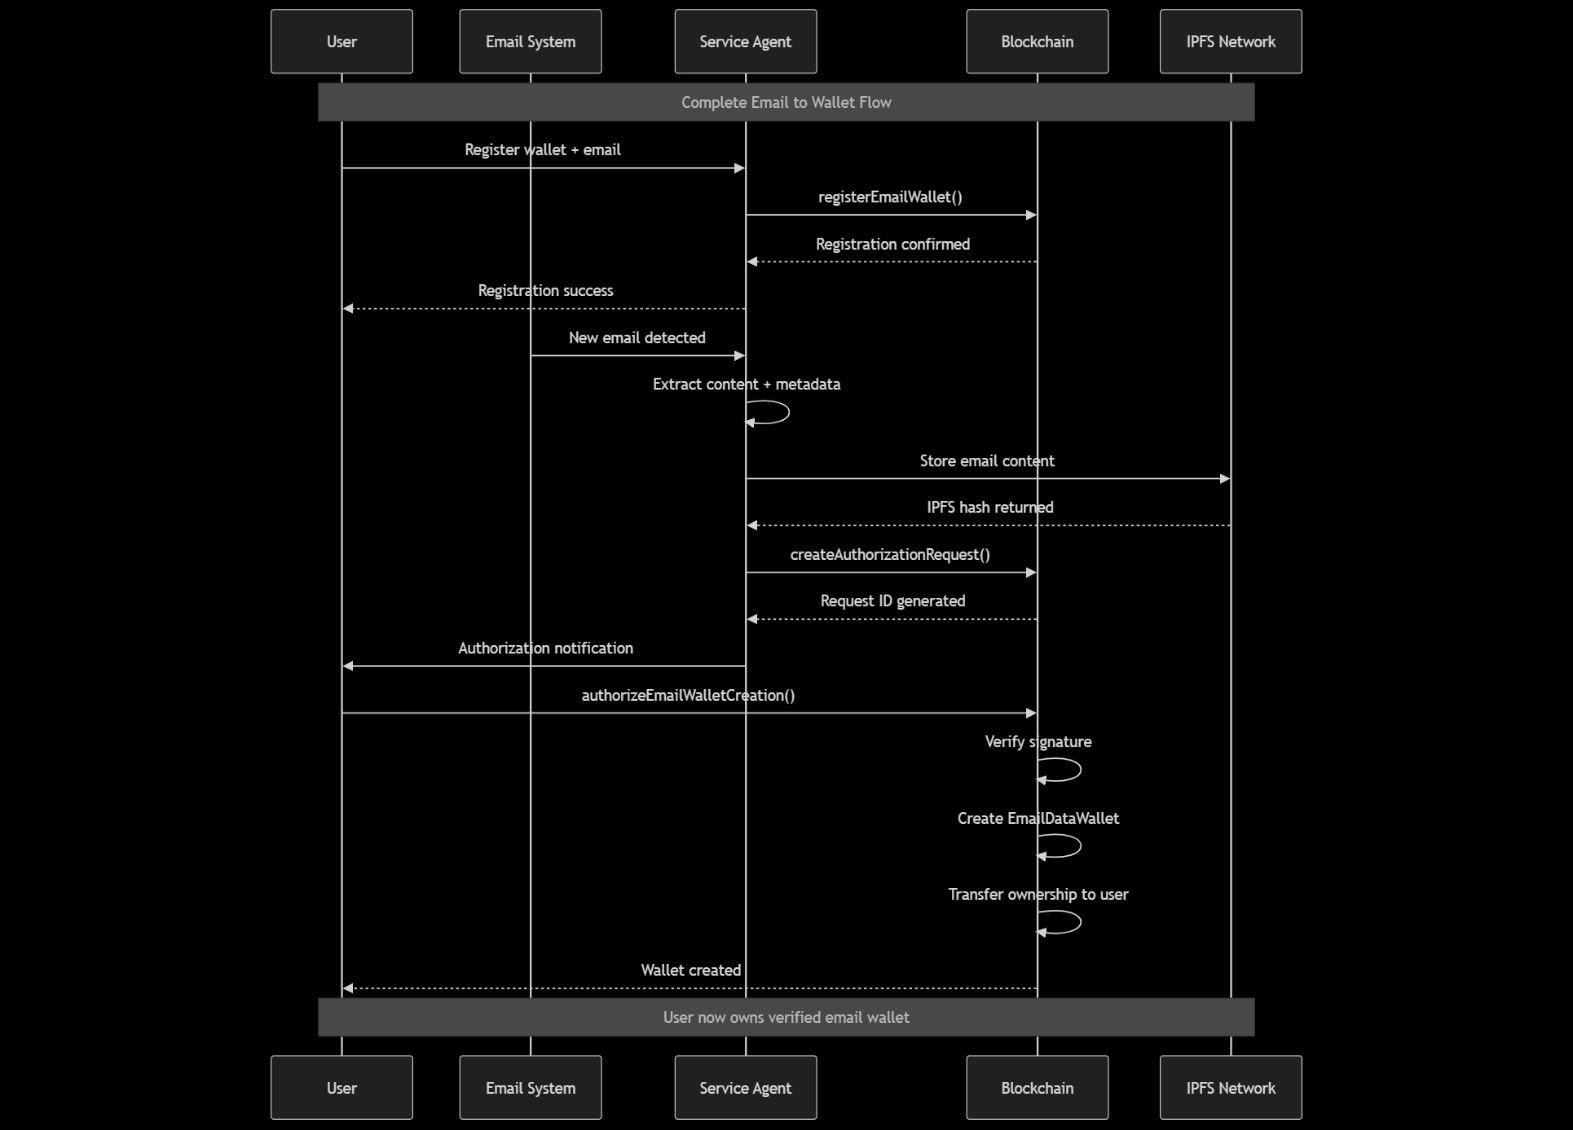 User
Email System
Service Agent
Blockchain
IPFS Network
Complete Email to Wallet Flow
Register wallet + email
registerEmailWallet()
Registration confirmed
Registration success
New email detected
Extract content + metadata
Store email content
IPFS hash returned
createAuthorizationRequest()
Request ID generated
Authorization notification
authorizeEmailWalletCreation()
Verify signature
Create EmailDataWallet
Transfer ownership to user
Wallet created
User now owns verified email wallet
User
Email System
Service Agent
Blockchain
IPFS Network